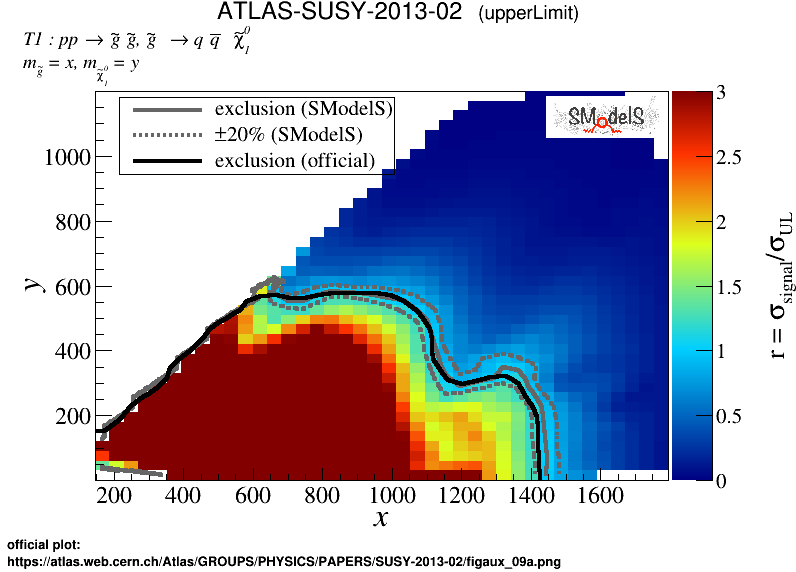 ATLAS-SUSY-2013-02 (upperLimit)
T1 : pp → g̃ g̃, g̃ → q q̅ χ̃₁⁰
m_g̃ = x, m_χ̃₁⁰ = y
exclusion (SModelS)
±20% (SModelS)
exclusion (official)
SModelS
y
1000
800
600
400
200
200 400 600 800 1000 1200 1400 1600
x
3
2.5
2
1.5
1
0.5
0
r = σ_signal/σ_UL
official plot:
https://atlas.web.cern.ch/Atlas/GROUPS/PHYSICS/PAPERS/SUSY-2013-02/figaux_09a.png